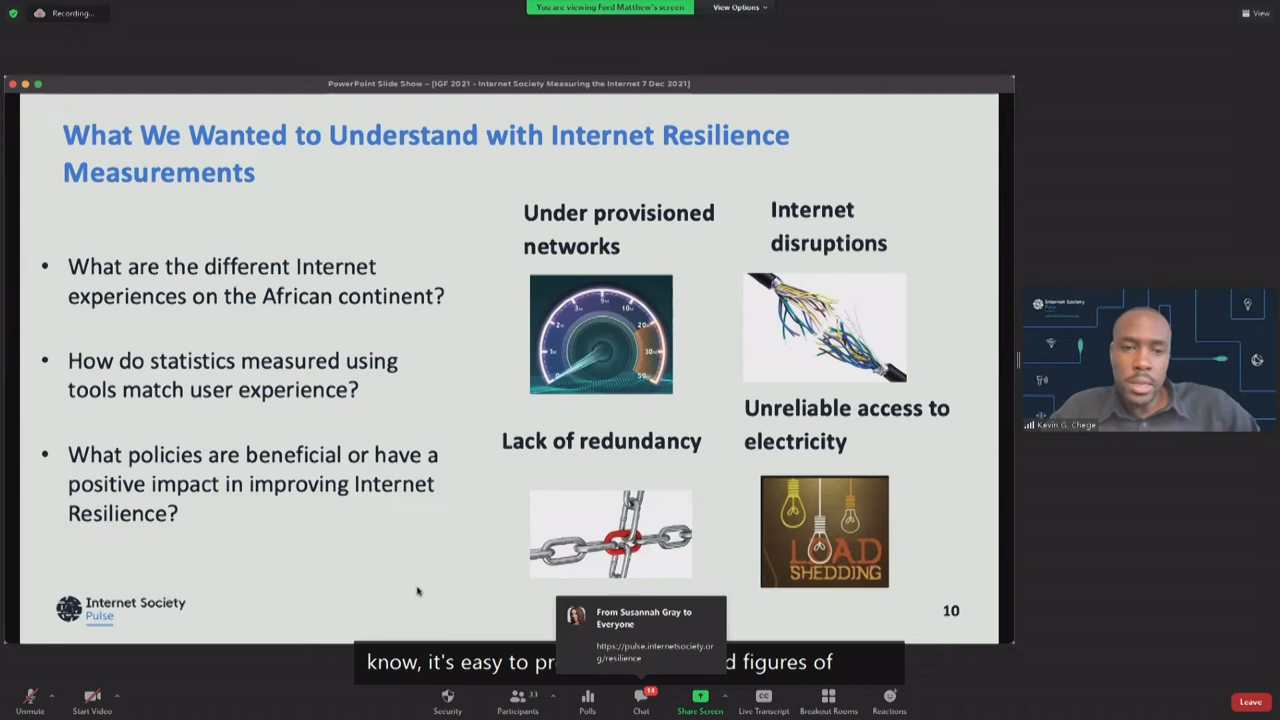 Recording...
You are viewing Ford Matthew's screen
View Options
View
PowerPoint Slide Show – [IGF 2021 - Internet Society Measuring the Internet 7 Dec 2021]
What We Wanted to Understand with Internet Resilience
Measurements
• What are the different Internet
experiences on the African continent?
• How do statistics measured using
tools match user experience?
• What policies are beneficial or have a
positive impact in improving Internet
Resilience?
Under provisioned
networks
Internet
disruptions
Lack of redundancy
Unreliable access to
electricity
LOAD
SHEDDING
Internet Society
Pulse
10
Internet Society
Pulse
Kevin G. Chege
From Susannah Gray to
Everyone
https://pulse.internetsociety.or
g/resilience
know, it's easy to
figures of
Unmute
Start Video
Security
Participants
33
Polls
Chat
14
Share Screen
Live Transcript
Breakout Rooms
Reactions
Leave